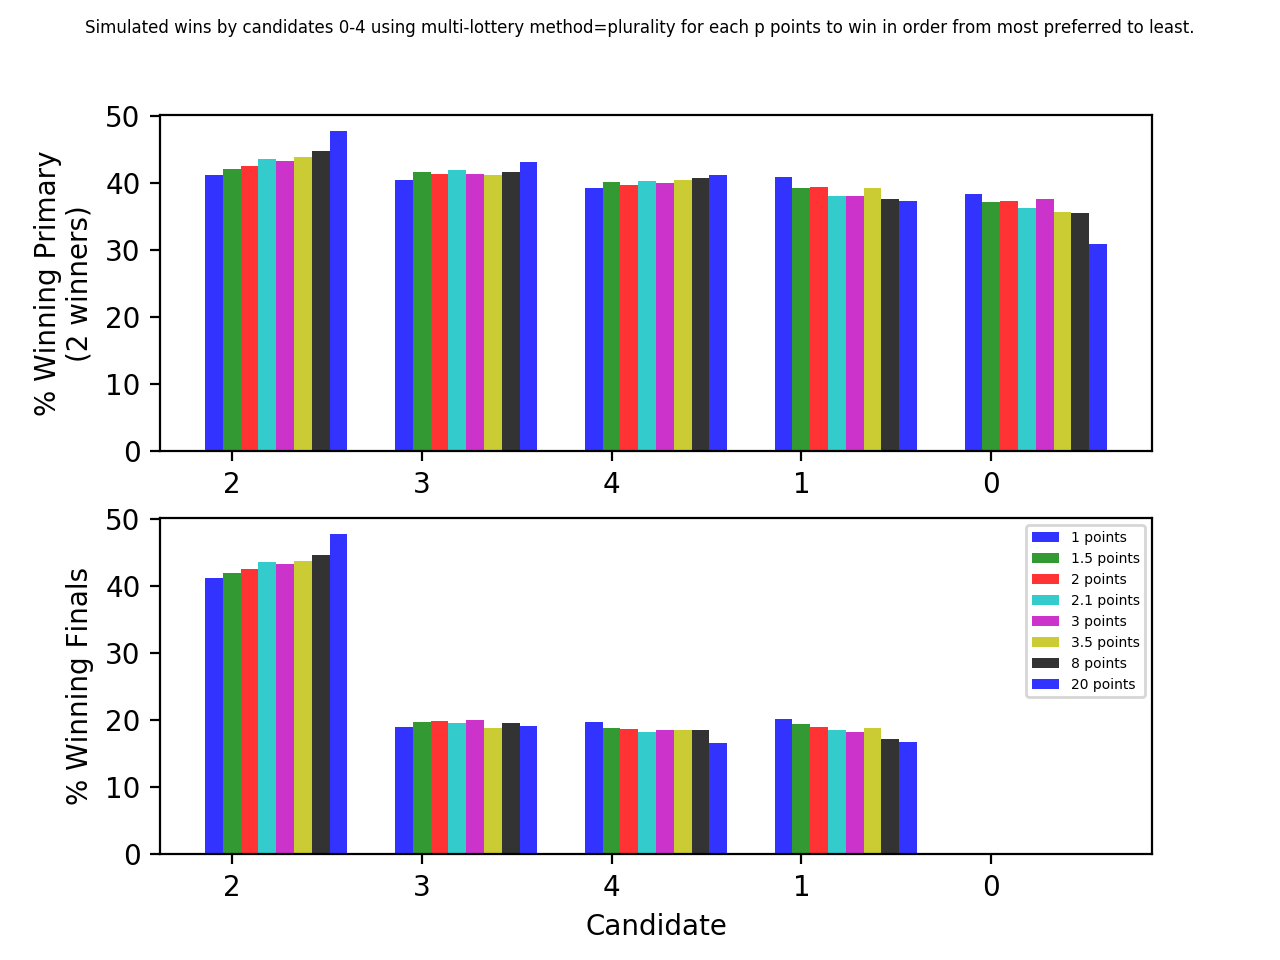 Simulated wins by candidates 0-4 using multi-lottery method=plurality for each p points to win in order from most preferred to least.
% Winning Primary
(2 winners)
50
40
30
20
10
0
2 3 4 1 0
% Winning Finals
50
40
30
20
10
0
1 points
1.5 points
2 points
2.1 points
3 points
3.5 points
8 points
20 points
2 3 4 1 0
Candidate